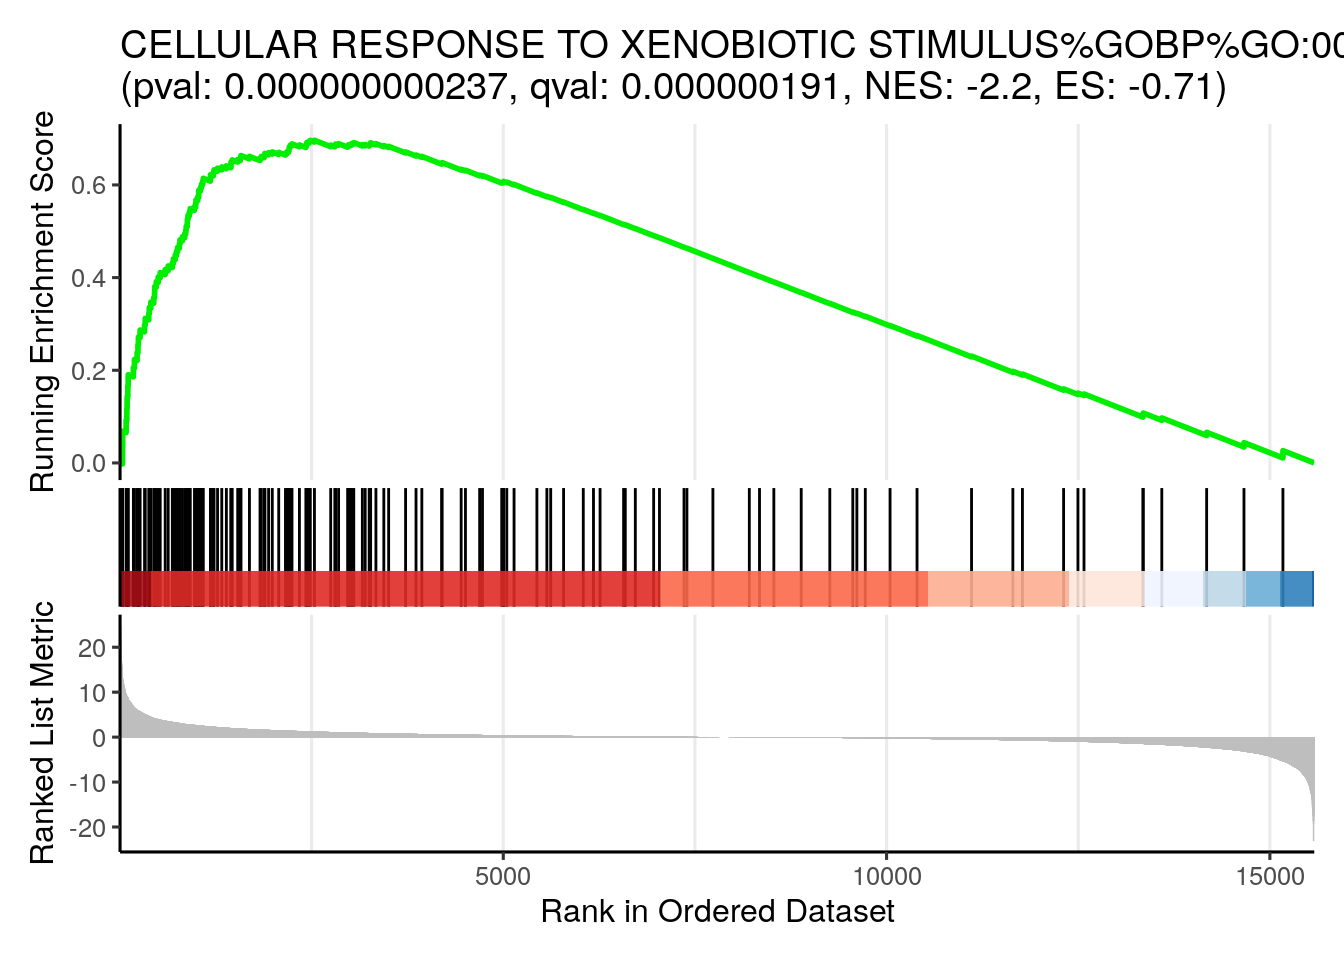 CELLULAR RESPONSE TO XENOBIOTIC STIMULUS%GOBP%GO:00
(pval: 0.000000000237, qval: 0.000000191, NES: -2.2, ES: -0.71)
Running Enrichment Score
0.6
0.4
0.2
0.0
Ranked List Metric
20
10
0
-10
-20
5000
10000
15000
Rank in Ordered Dataset